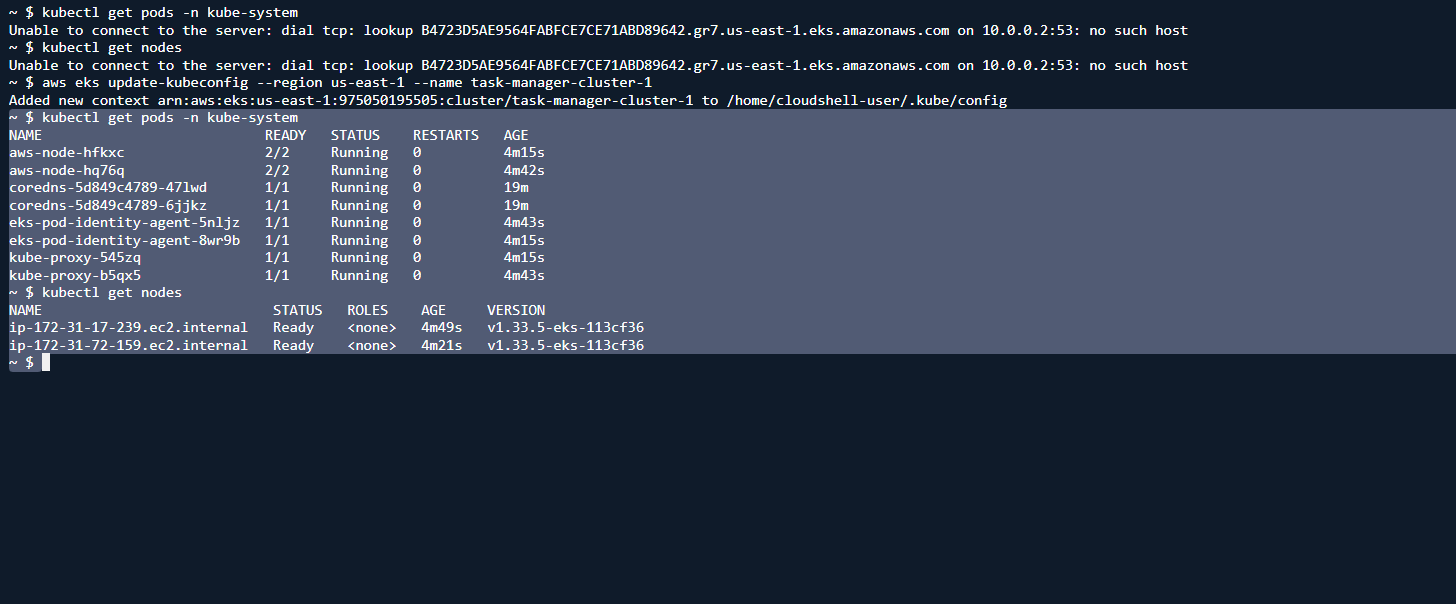 ~ $ kubectl get pods -n kube-system
Unable to connect to the server: dial tcp: lookup B4723D5AE9564FABFCE7CE71ABD89642.gr7.us-east-1.eks.amazonaws.com on 10.0.0.2:53: no such host
~ $ kubectl get nodes
Unable to connect to the server: dial tcp: lookup B4723D5AE9564FABFCE7CE71ABD89642.gr7.us-east-1.eks.amazonaws.com on 10.0.0.2:53: no such host
~ $ aws eks update-kubeconfig --region us-east-1 --name task-manager-cluster-1
Added new context arn:aws:eks:us-east-1:975050195505:cluster/task-manager-cluster-1 to /home/cloudshell-user/.kube/config
~ $ kubectl get pods -n kube-system
NAME                           READY   STATUS    RESTARTS   AGE
aws-node-hfkxc                 2/2     Running   0          4m15s
aws-node-hq76q                 2/2     Running   0          4m42s
coredns-5d849c4789-47lwd       1/1     Running   0          19m
coredns-5d849c4789-6jjkz       1/1     Running   0          19m
eks-pod-identity-agent-5nljz   1/1     Running   0          4m43s
eks-pod-identity-agent-8wr9b   1/1     Running   0          4m15s
kube-proxy-545zq               1/1     Running   0          4m15s
kube-proxy-b5qx5               1/1     Running   0          4m43s
~ $ kubectl get nodes
NAME                            STATUS   ROLES    AGE     VERSION
ip-172-31-17-239.ec2.internal   Ready    <none>   4m49s   v1.33.5-eks-113cf36
ip-172-31-72-159.ec2.internal   Ready    <none>   4m21s   v1.33.5-eks-113cf36
~ $